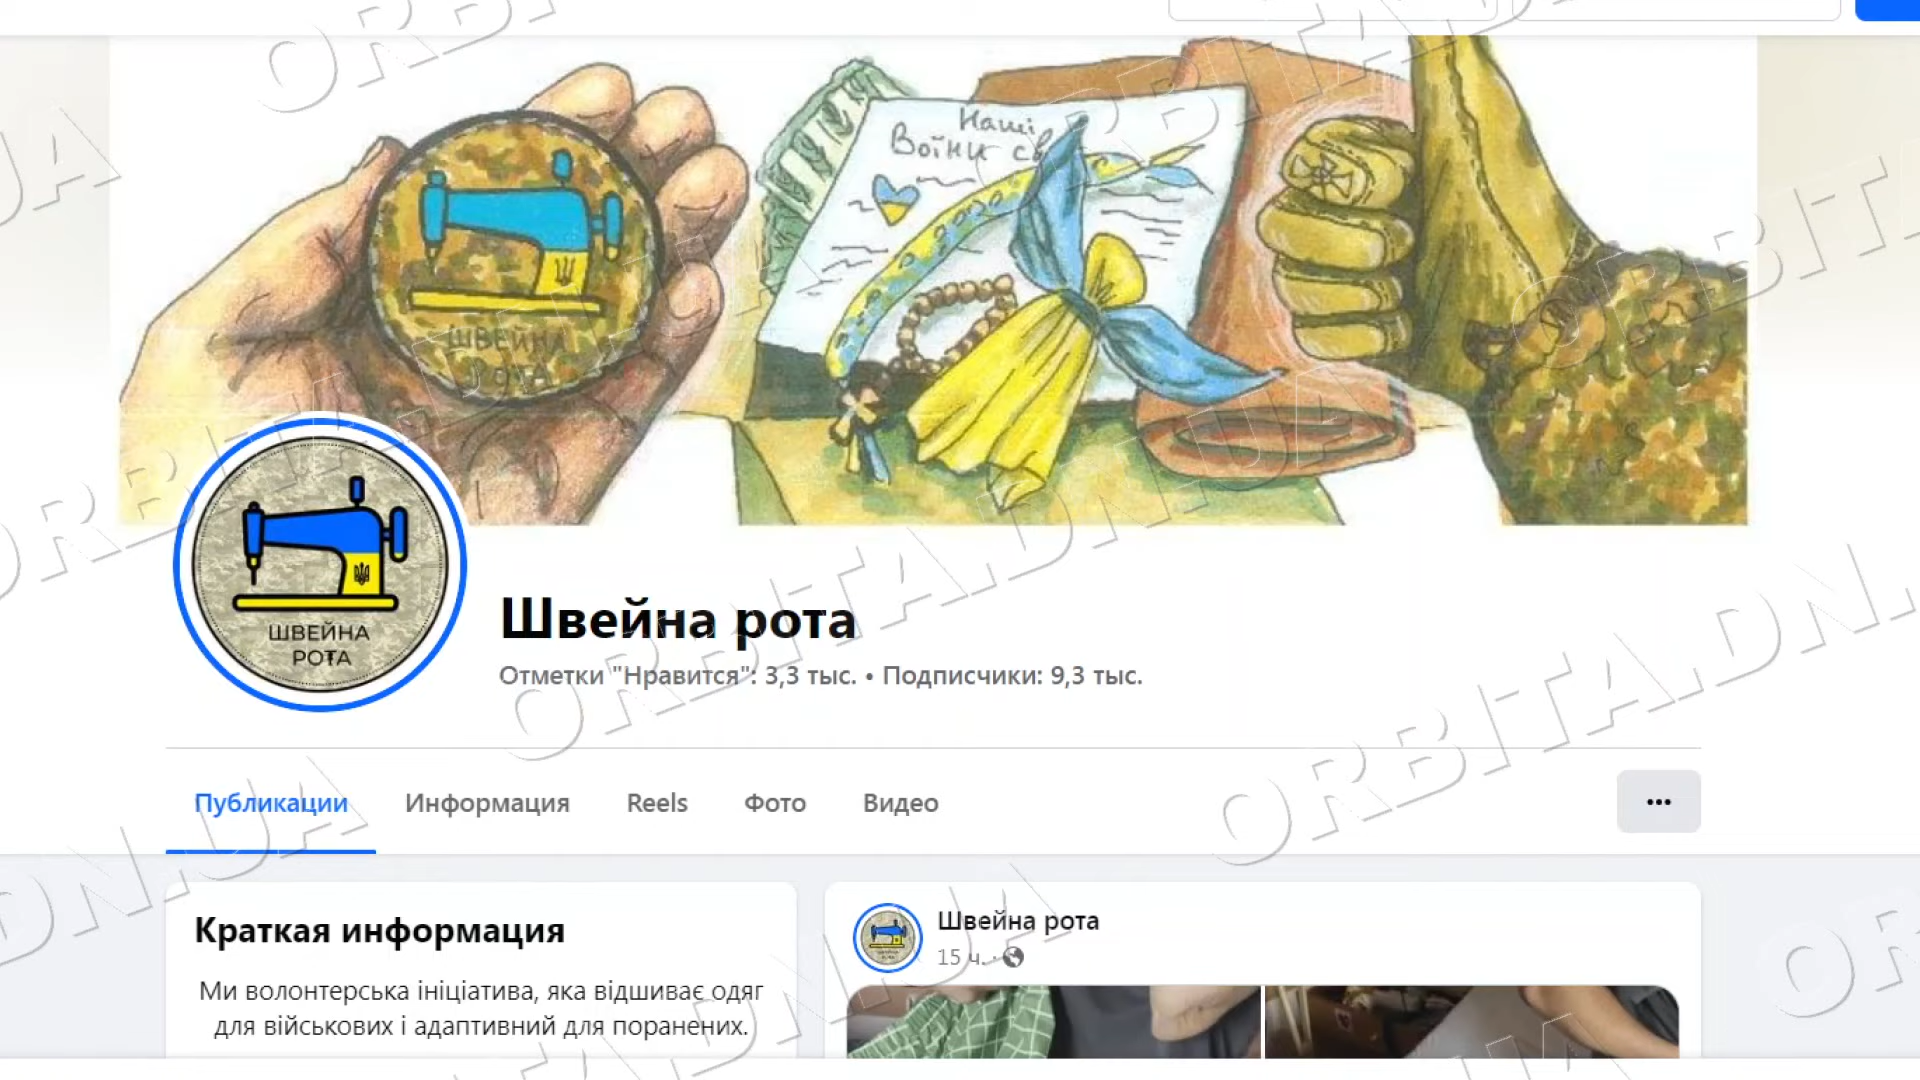 Наші
Воїни св
ШВЕЙНА
РОТА
ШВЕЙНА
РОТА
Швейна рота
Отметки "Нравится": 3,3 тыс. • Подписчики: 9,3 тыс.
Публикации
Информация
Reels
Фото
Видео
Краткая информация
Ми волонтерська ініціатива, яка відшиває одяг
для військових і адаптивний для поранених.
Швейна рота
15 ч. ·
ORBITA.DN.UA